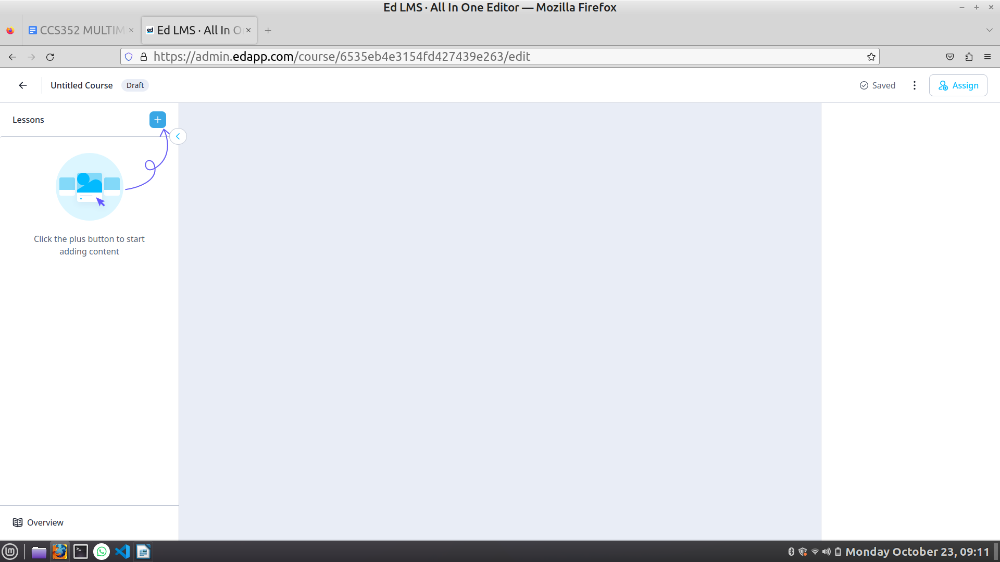 Ed LMS · All In One Editor — Mozilla Firefox
CCS352 MULTIM
ed Ed LMS · All In O
https://admin.edapp.com/course/6535eb4e3154fd427439e263/edit
Untitled Course
Draft
Saved
Assign
Lessons
Click the plus button to start
adding content
Overview
lm
Monday October 23, 09:11